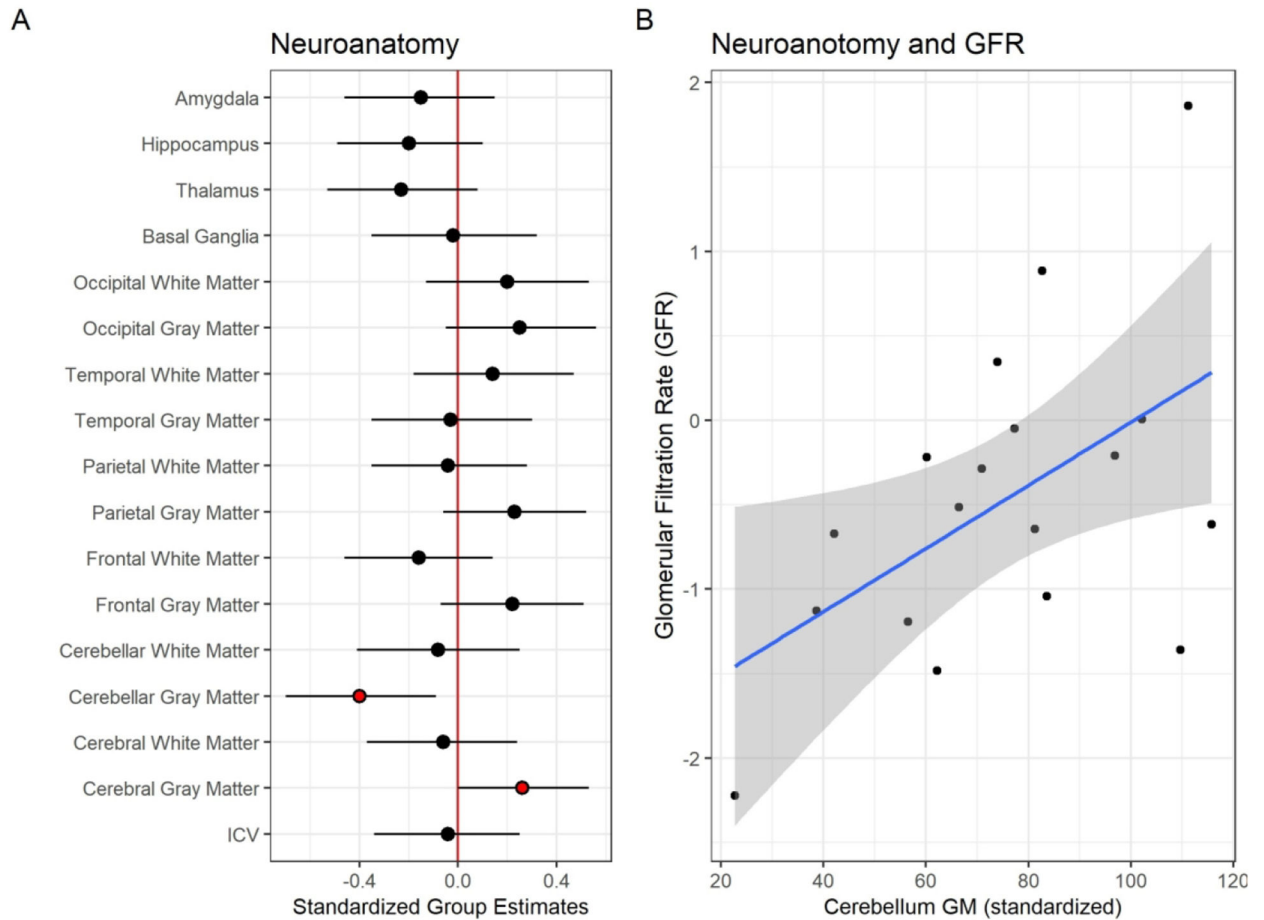 A
Neuroanatomy
Amygdala
Hippocampus
Thalamus
Basal Ganglia
Occipital White Matter
Occipital Gray Matter
Temporal White Matter
Temporal Gray Matter
Parietal White Matter
Parietal Gray Matter
Frontal White Matter
Frontal Gray Matter
Cerebellar White Matter
Cerebellar Gray Matter
Cerebral White Matter
Cerebral Gray Matter
ICV
-0.4 0.0 0.4
Standardized Group Estimates
B
Neuroanotomy and GFR
Glomerular Filtration Rate (GFR)
2
1
0
-1
-2
20 40 60 80 100 120
Cerebellum GM (standardized)